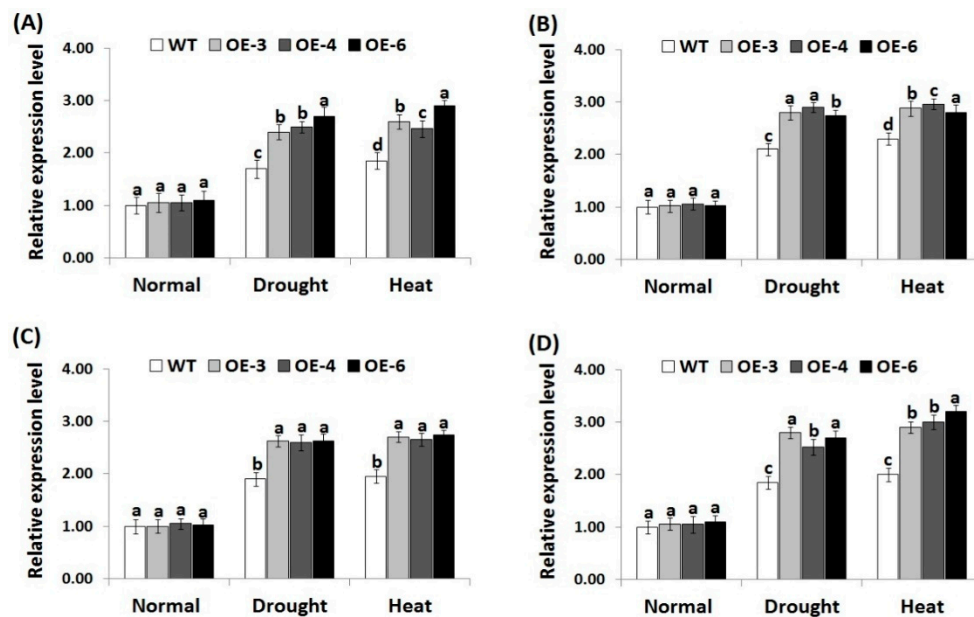 (A)
WT OE-3 OE-4 OE-6
Relative expression level
4.00
3.00
2.00
1.00
0.00
a a a a
c b b a
d b c a
Normal Drought Heat
(B)
WT OE-3 OE-4 OE-6
Relative expression level
4.00
3.00
2.00
1.00
0.00
a a a a
c a a b
d b c a
Normal Drought Heat
(C)
WT OE-3 OE-4 OE-6
Relative expression level
4.00
3.00
2.00
1.00
0.00
a a a a
b a a a
b a a a
Normal Drought Heat
(D)
WT OE-3 OE-4 OE-6
Relative expression level
4.00
3.00
2.00
1.00
0.00
a a a a
c a b a
c b b a
Normal Drought Heat